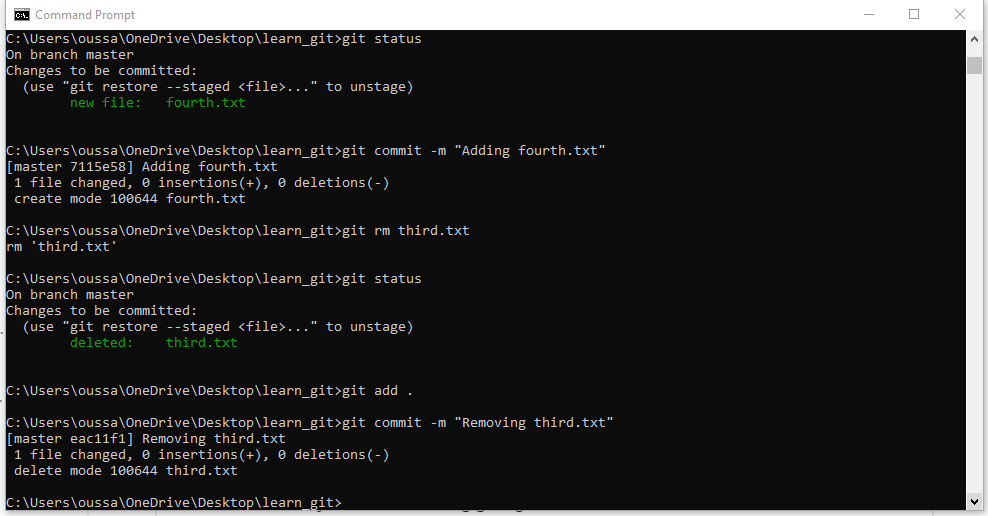 Command Prompt
C:\Users\oussa\OneDrive\Desktop\learn_git>git status
On branch master
Changes to be committed:
  (use "git restore --staged <file>..." to unstage)
        new file:   fourth.txt
C:\Users\oussa\OneDrive\Desktop\learn_git>git commit -m "Adding fourth.txt"
[master 7115e58] Adding fourth.txt
 1 file changed, 0 insertions(+), 0 deletions(-)
 create mode 100644 fourth.txt
C:\Users\oussa\OneDrive\Desktop\learn_git>git rm third.txt
rm 'third.txt'
C:\Users\oussa\OneDrive\Desktop\learn_git>git status
On branch master
Changes to be committed:
  (use "git restore --staged <file>..." to unstage)
        deleted:    third.txt
C:\Users\oussa\OneDrive\Desktop\learn_git>git add .
C:\Users\oussa\OneDrive\Desktop\learn_git>git commit -m "Removing third.txt"
[master eac11f1] Removing third.txt
 1 file changed, 0 insertions(+), 0 deletions(-)
 delete mode 100644 third.txt
C:\Users\oussa\OneDrive\Desktop\learn_git>